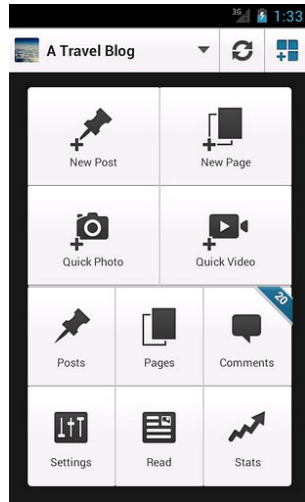 3G 1:33
A Travel Blog
New Post New Page
Quick Photo Quick Video
20
Posts Pages Comments
Settings Read Stats